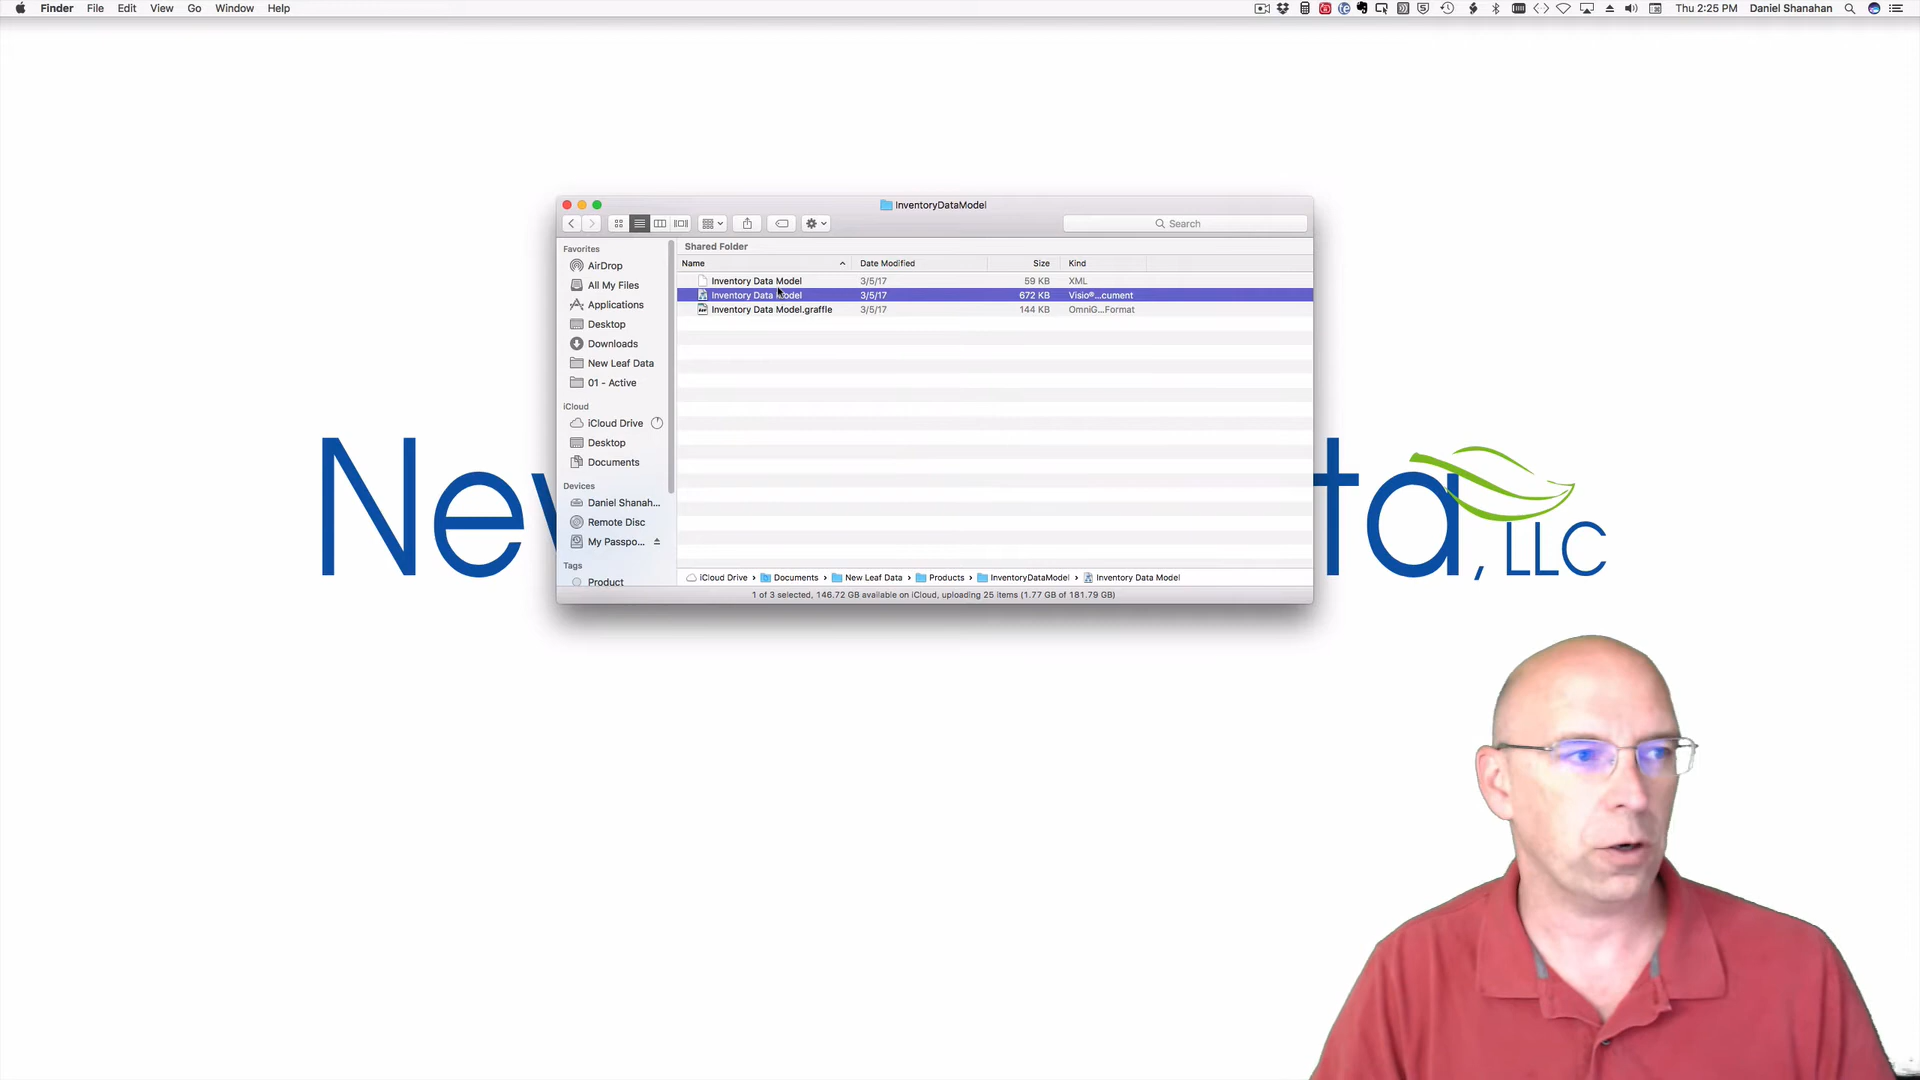 Finder File Edit View Go Window Help
Thu 2:25 PM Daniel Shanahan
InventoryDataModel
Search
Favorites
AirDrop
All My Files
Applications
Desktop
Downloads
New Leaf Data
01 - Active
iCloud
iCloud Drive
Desktop
Documents
Devices
Daniel Shanah...
Remote Disc
My Passpo...
Tags
Product
Shared Folder
Name Date Modified Size Kind
Inventory Data Model 3/5/17 59 KB XML
Inventory Data Model 3/5/17 672 KB Visio®...cument
Inventory Data Model.graffle 3/5/17 144 KB OmniG...Format
iCloud Drive › Documents › New Leaf Data › Products › InventoryDataModel › Inventory Data Model
1 of 3 selected, 146.72 GB available on iCloud, uploading 25 items (1.77 GB of 181.79 GB)
New
ta, LLC